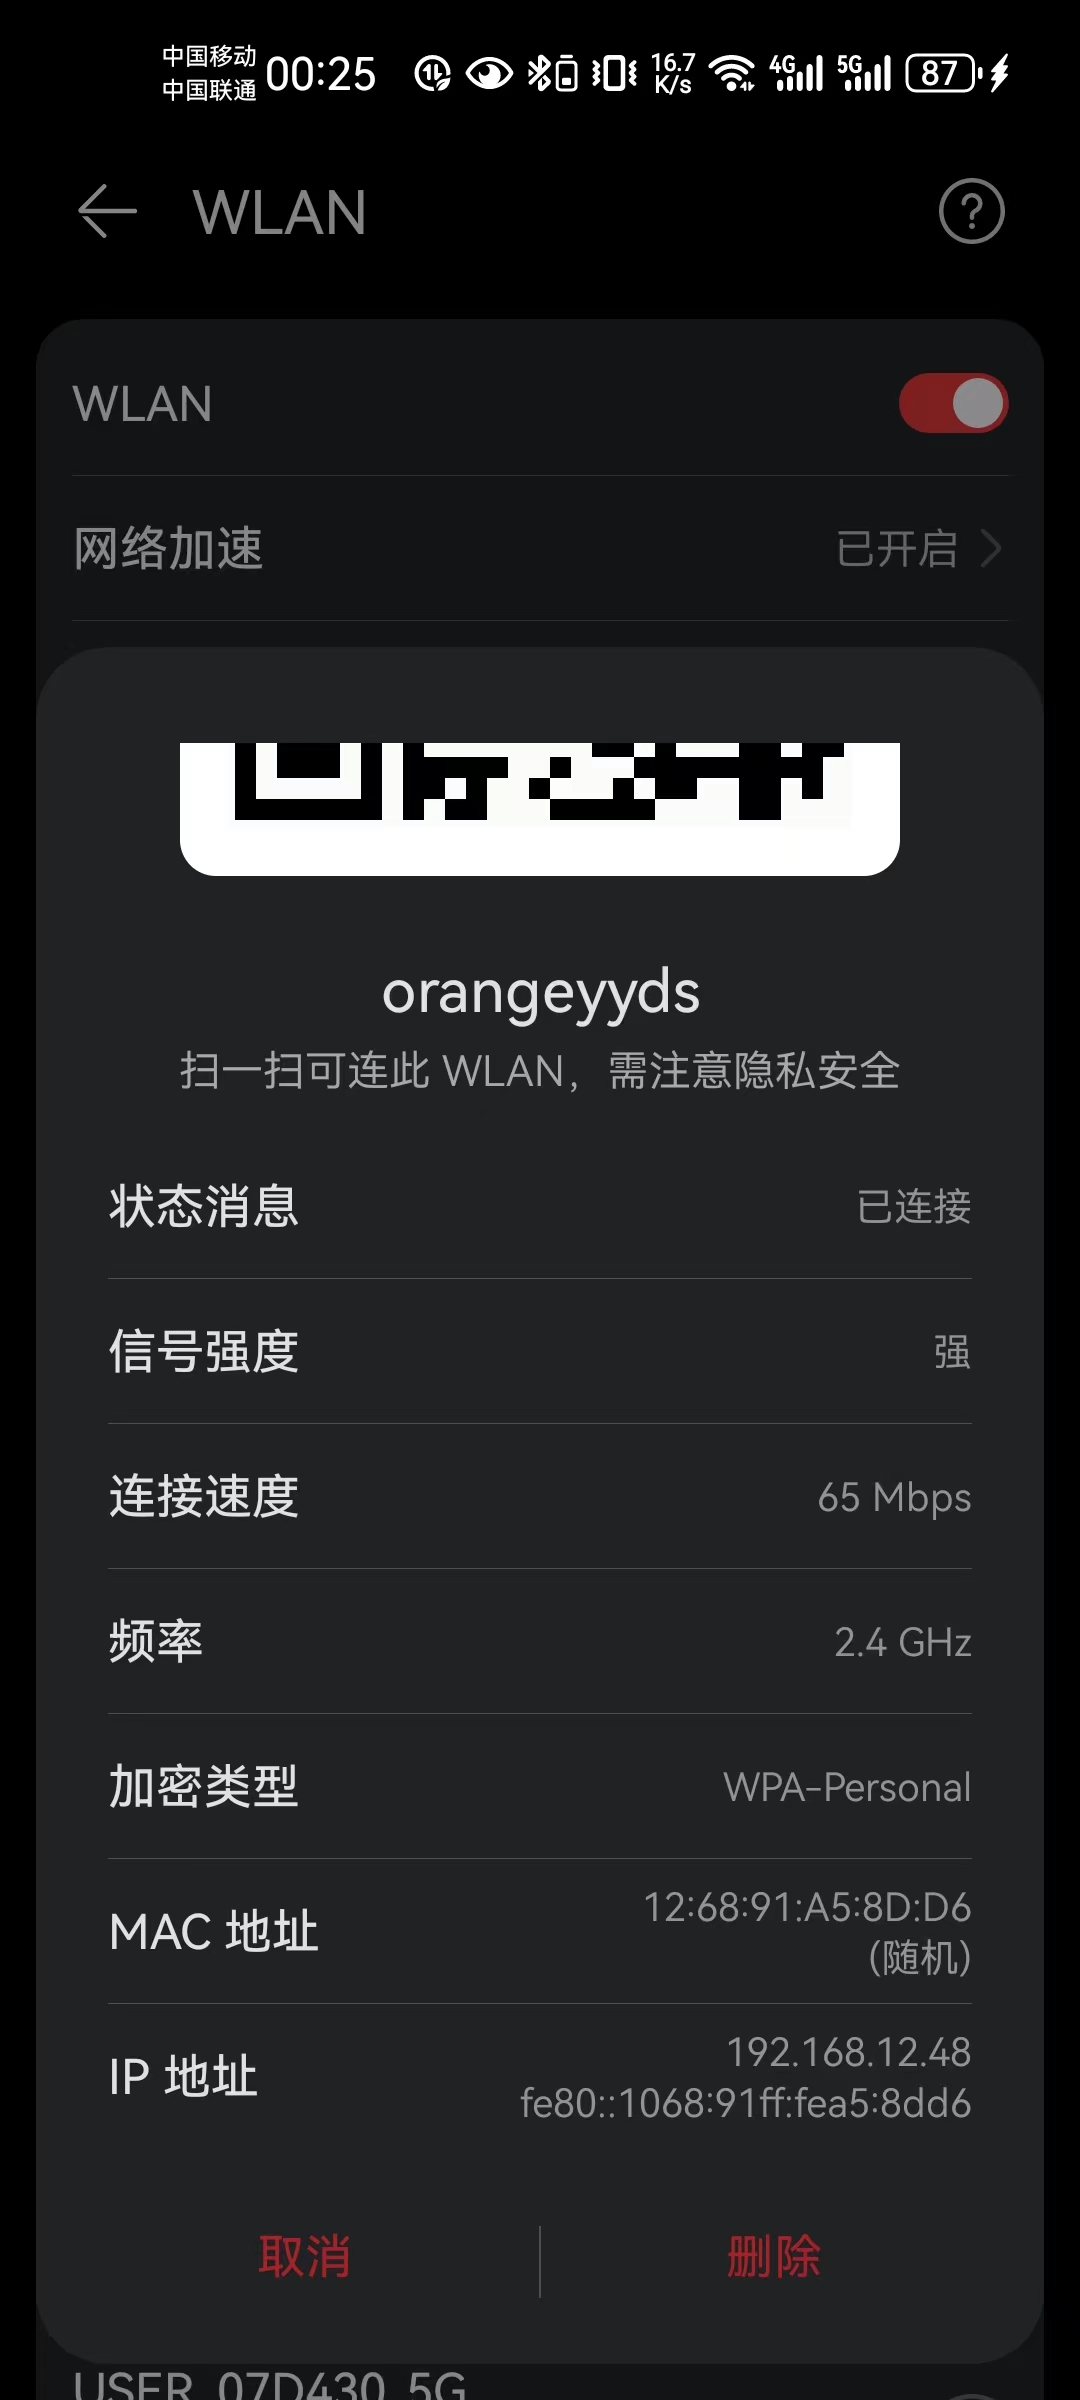 中国移动
中国联通
00:25
16.7
K/s
4G
5G
87
WLAN
WLAN
网络加速
已开启
orangeyyds
扫一扫可连此 WLAN，需注意隐私安全
状态消息
已连接
信号强度
强
连接速度
65 Mbps
频率
2.4 GHz
加密类型
WPA-Personal
MAC 地址
12:68:91:A5:8D:D6
(随机)
IP 地址
192.168.12.48
fe80::1068:91ff:fea5:8dd6
取消
删除
USER_07D430_5G